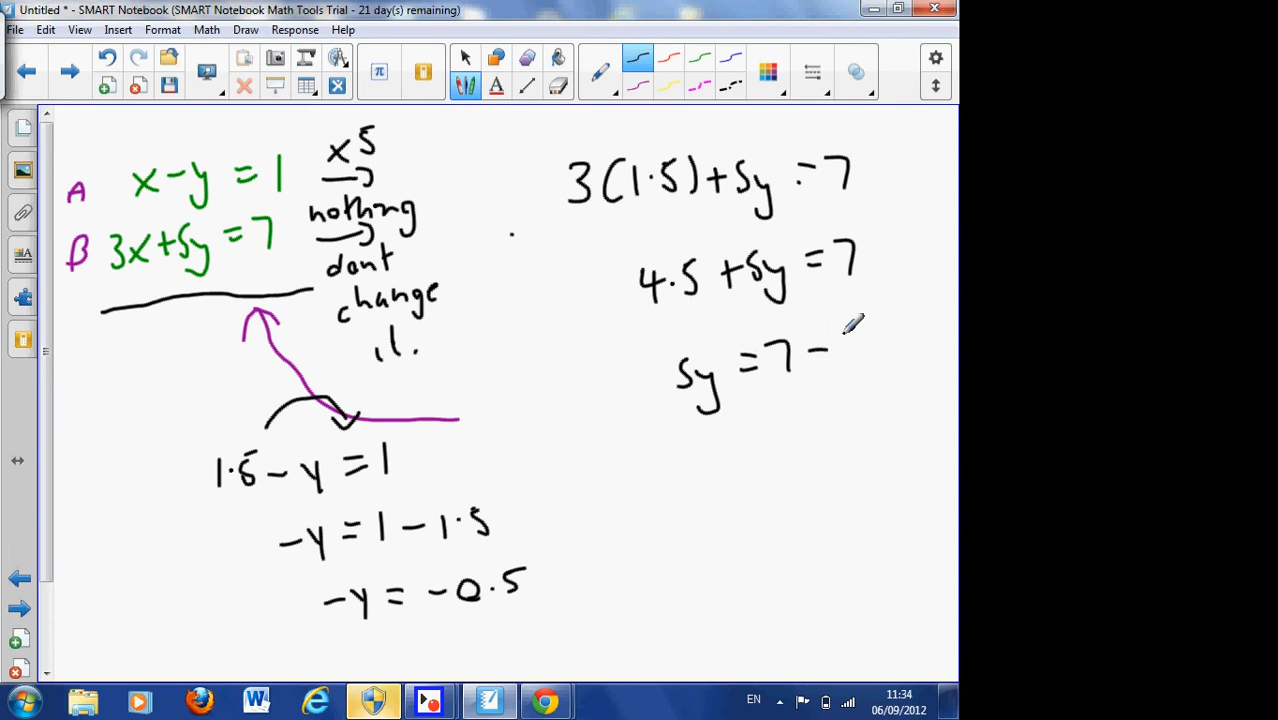 Untitled * - SMART Notebook (SMART Notebook Math Tools Trial - 21 day(s) remaining)
File Edit View Insert Format Math Draw Response Help
A x-y = 1
x5
nothing
B 3x+5y = 7
dont
change
it.
1.5 - y = 1
-y = 1 - 1.5
-y = -0.5
3(1.5) + 5y = 7
4.5 + 5y = 7
5y = 7 -
EN
11:34
06/09/2012